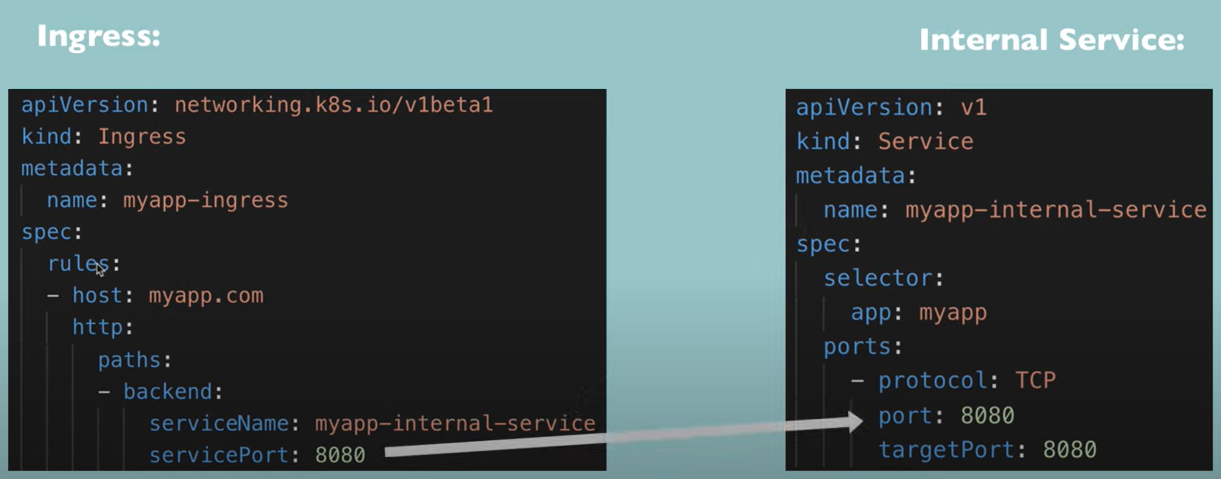 Ingress:
apiVersion: networking.k8s.io/v1beta1
kind: Ingress
metadata:
  name: myapp-ingress
spec:
  rules:
  - host: myapp.com
    http:
      paths:
      - backend:
          serviceName: myapp-internal-service
          servicePort: 8080
Internal Service:
apiVersion: v1
kind: Service
metadata:
  name: myapp-internal-service
spec:
  selector:
    app: myapp
  ports:
    - protocol: TCP
      port: 8080
      targetPort: 8080